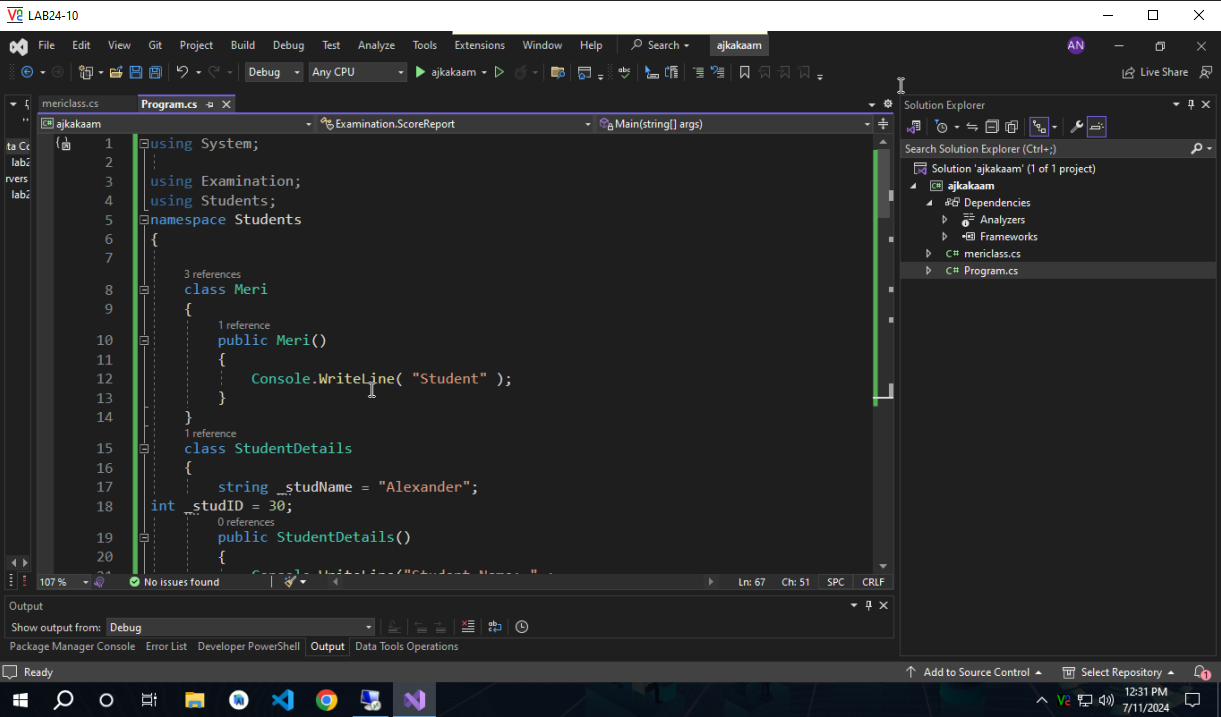 LAB24-10
File Edit View Git Project Build Debug Test Analyze Tools Extensions Window Help Search ajkakaam AN
Debug Any CPU ajkakaam Live Share
mericlass.cs Program.cs
ajkakaam Examination.ScoreReport Main(string[] args)
ta Co
lab2
rvers
lab2
1 using System;
2
3 using Examination;
4 using Students;
5 namespace Students
6 {
7
3 references
8 class Meri
9 {
1 reference
10 public Meri()
11 {
12 Console.WriteLine( "Student" );
13 }
14 }
1 reference
15 class StudentDetails
16 {
17 string _studName = "Alexander";
18 int _studID = 30;
0 references
19 public StudentDetails()
20 {
21 Console.WriteLine("Student Name: " +
107 % No issues found Ln: 67 Ch: 51 SPC CRLF
Solution Explorer
Search Solution Explorer (Ctrl+;)
Solution 'ajkakaam' (1 of 1 project)
ajkakaam
Dependencies
Analyzers
Frameworks
C# mericlass.cs
C# Program.cs
Output
Show output from: Debug
Package Manager Console Error List Developer PowerShell Output Data Tools Operations
Ready Add to Source Control Select Repository 1
12:31 PM
7/11/2024